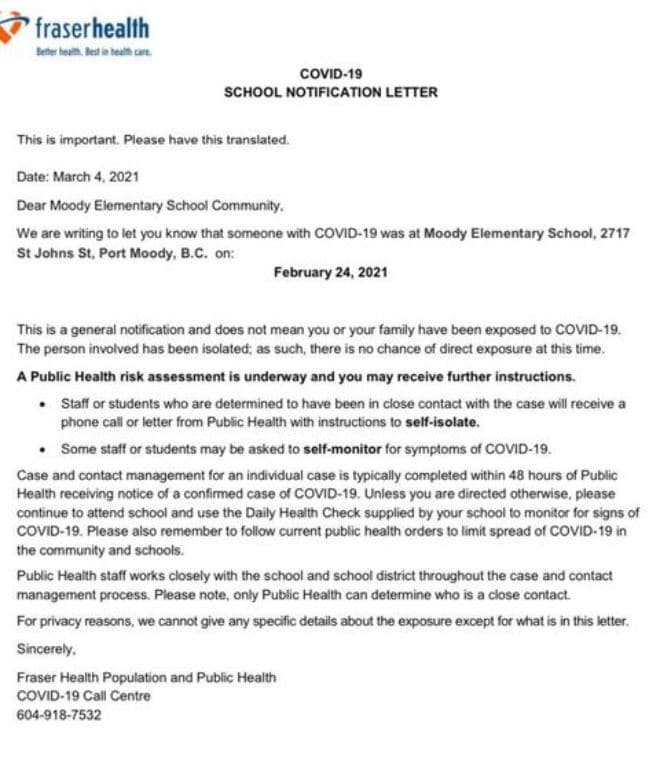 fraserhealth
Better health. Best in health care.
COVID-19
SCHOOL NOTIFICATION LETTER
This is important. Please have this translated.
Date: March 4, 2021
Dear Moody Elementary School Community,
We are writing to let you know that someone with COVID-19 was at Moody Elementary School, 2717
St Johns St, Port Moody, B.C. on:
February 24, 2021
This is a general notification and does not mean you or your family have been exposed to COVID-19.
The person involved has been isolated; as such, there is no chance of direct exposure at this time.
A Public Health risk assessment is underway and you may receive further instructions.
• Staff or students who are determined to have been in close contact with the case will receive a
phone call or letter from Public Health with instructions to self-isolate.
• Some staff or students may be asked to self-monitor for symptoms of COVID-19.
Case and contact management for an individual case is typically completed within 48 hours of Public
Health receiving notice of a confirmed case of COVID-19. Unless you are directed otherwise, please
continue to attend school and use the Daily Health Check supplied by your school to monitor for signs of
COVID-19. Please also remember to follow current public health orders to limit spread of COVID-19 in
the community and schools.
Public Health staff works closely with the school and school district throughout the case and contact
management process. Please note, only Public Health can determine who is a close contact.
For privacy reasons, we cannot give any specific details about the exposure except for what is in this letter.
Sincerely,
Fraser Health Population and Public Health
COVID-19 Call Centre
604-918-7532